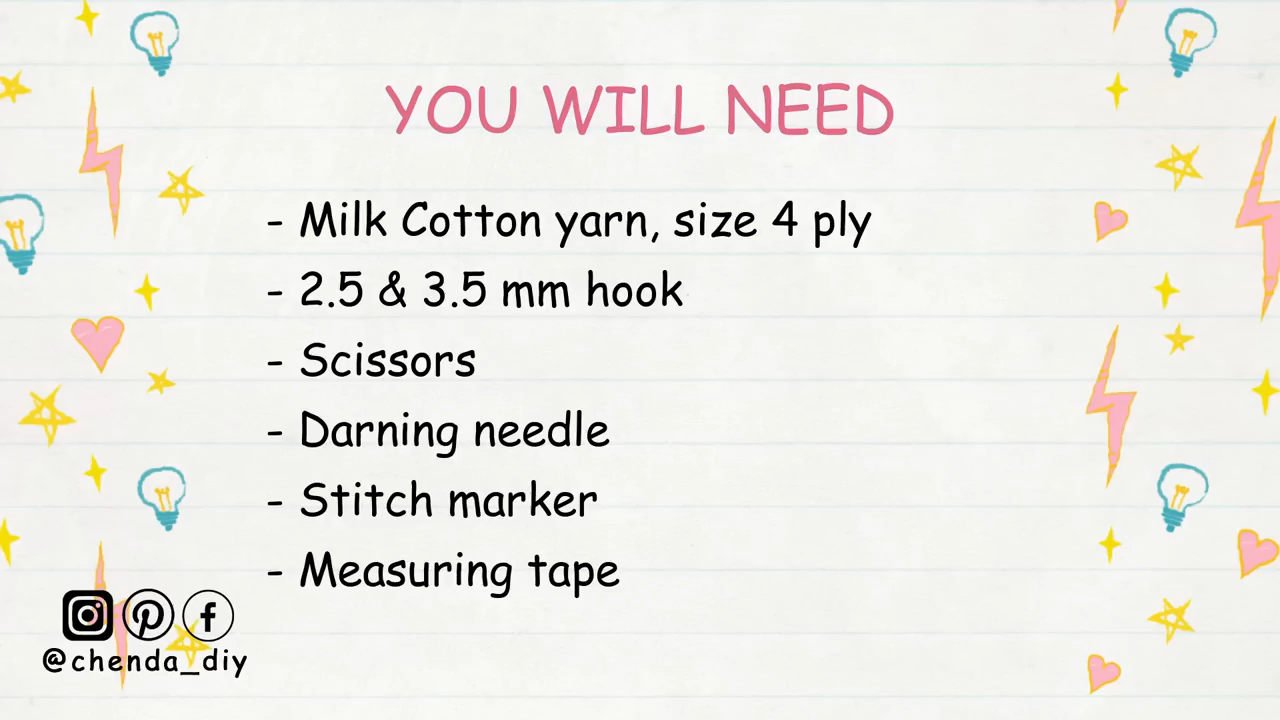 YOU WILL NEED
- Milk Cotton yarn, size 4 ply
- 2.5 & 3.5 mm hook
- Scissors
- Darning needle
- Stitch marker
- Measuring tape
@chenda_diy